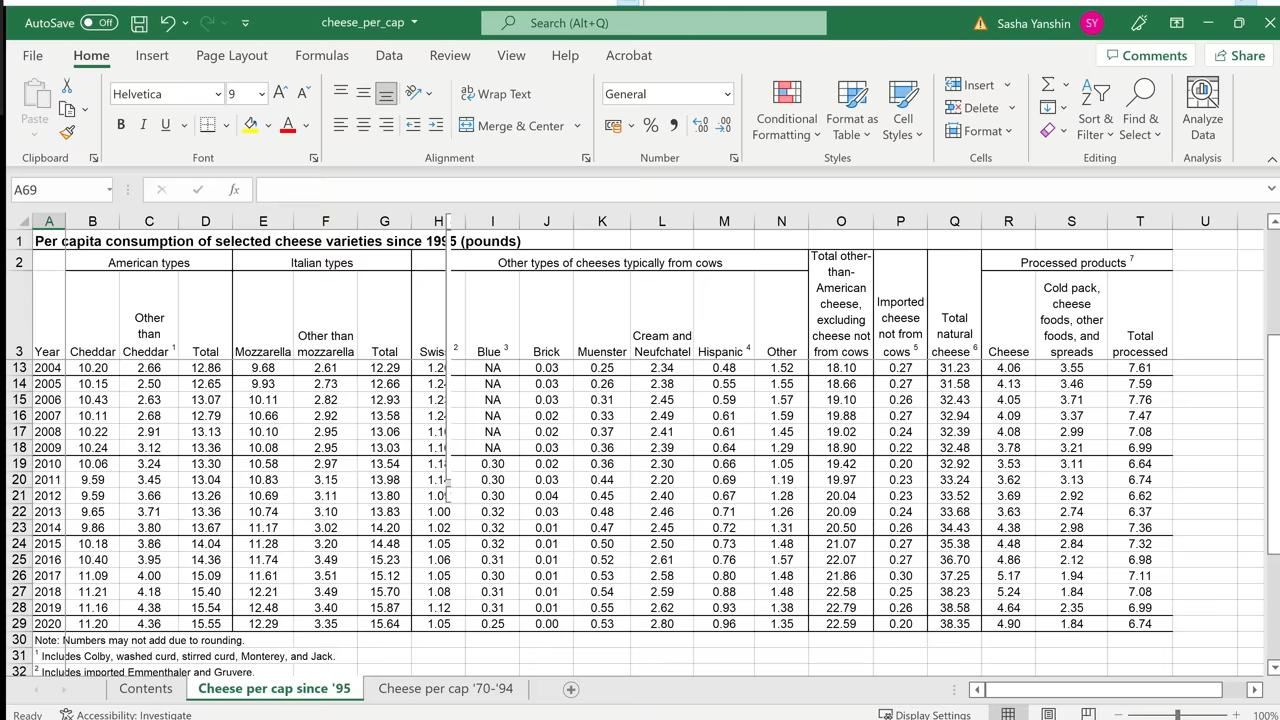 AutoSave Off cheese_per_cap Search (Alt+Q) Sasha Yanshin SY
File Home Insert Page Layout Formulas Data Review View Help Acrobat Comments Share
Paste Helvetica 9 A A Wrap Text General Conditional Formatting Format as Table Cell Styles Insert Sort & Filter Find & Select Analyze Data
B I U A Merge & Center % Delete
Format
Clipboard Font Alignment Number Styles Cells Editing Analysis
A69 fx
A B C D E F G H I J K L M N O P Q R S T U
1 Per capita consumption of selected cheese varieties since 1995 (pounds)
2 American types Italian types Other types of cheeses typically from cows Total other-than-American cheese, excluding cheese not from cows Imported cheese not from cows 5 Total natural cheese 6 Processed products 7
3 Year Cheddar Other than Cheddar 1 Total Mozzarella Other than mozzarella Total Swis 2 Blue 3 Brick Muenster Cream and Neufchatel Hispanic 4 Other Cheese Cold pack, cheese foods, other foods, and spreads Total processed
13 2004 10.20 2.66 12.86 9.68 2.61 12.29 1.2 NA 0.03 0.25 2.34 0.48 1.52 18.10 0.27 31.23 4.06 3.55 7.61
14 2005 10.15 2.50 12.65 9.93 2.73 12.66 1.2 NA 0.03 0.26 2.38 0.55 1.55 18.66 0.27 31.58 4.13 3.46 7.59
15 2006 10.43 2.63 13.07 10.11 2.82 12.93 1.2 NA 0.03 0.31 2.45 0.59 1.57 19.10 0.26 32.43 4.05 3.71 7.76
16 2007 10.11 2.68 12.79 10.66 2.92 13.58 1.2 NA 0.02 0.33 2.49 0.61 1.59 19.88 0.27 32.94 4.09 3.37 7.47
17 2008 10.22 2.91 13.13 10.10 2.95 13.06 1.1 NA 0.02 0.37 2.41 0.61 1.45 19.02 0.24 32.39 4.08 2.99 7.08
18 2009 10.24 3.12 13.36 10.08 2.95 13.03 1.1 NA 0.03 0.36 2.39 0.64 1.29 18.90 0.22 32.48 3.78 3.21 6.99
19 2010 10.06 3.24 13.30 10.58 2.97 13.54 1.1 0.30 0.02 0.36 2.30 0.66 1.05 19.42 0.20 32.92 3.53 3.11 6.64
20 2011 9.59 3.45 13.04 10.83 3.15 13.98 1.1 0.30 0.03 0.44 2.20 0.69 1.19 19.97 0.23 33.24 3.62 3.13 6.74
21 2012 9.59 3.66 13.26 10.69 3.11 13.80 1.0 0.30 0.04 0.45 2.40 0.67 1.28 20.04 0.23 33.52 3.69 2.92 6.62
22 2013 9.65 3.71 13.36 10.74 3.10 13.83 1.00 0.32 0.03 0.48 2.46 0.71 1.26 20.09 0.24 33.68 3.63 2.74 6.37
23 2014 9.86 3.80 13.67 11.17 3.02 14.20 1.02 0.32 0.01 0.47 2.45 0.72 1.31 20.50 0.26 34.43 4.38 2.98 7.36
24 2015 10.18 3.86 14.04 11.28 3.20 14.48 1.05 0.32 0.01 0.50 2.50 0.73 1.48 21.07 0.27 35.38 4.48 2.84 7.32
25 2016 10.40 3.95 14.36 11.74 3.49 15.23 1.06 0.31 0.01 0.52 2.61 0.76 1.57 22.07 0.27 36.70 4.86 2.12 6.98
26 2017 11.09 4.00 15.09 11.61 3.51 15.12 1.05 0.30 0.01 0.53 2.58 0.80 1.48 21.86 0.30 37.25 5.17 1.94 7.11
27 2018 11.21 4.18 15.40 12.21 3.49 15.70 1.08 0.31 0.01 0.54 2.59 0.88 1.48 22.58 0.25 38.23 5.24 1.84 7.08
28 2019 11.16 4.38 15.54 12.48 3.40 15.87 1.12 0.31 0.01 0.55 2.62 0.93 1.38 22.79 0.26 38.58 4.64 2.35 6.99
29 2020 11.20 4.36 15.55 12.29 3.35 15.64 1.05 0.25 0.00 0.53 2.80 0.96 1.35 22.59 0.20 38.35 4.90 1.84 6.74
30 Note: Numbers may not add due to rounding.
31 1 Includes Colby, washed curd, stirred curd, Monterey, and Jack.
32 2 Includes imported Emmenthaler and Gruyere.
Contents Cheese per cap since '95 Cheese per cap '70-'94
Ready Accessibility: Investigate Display Settings 100%